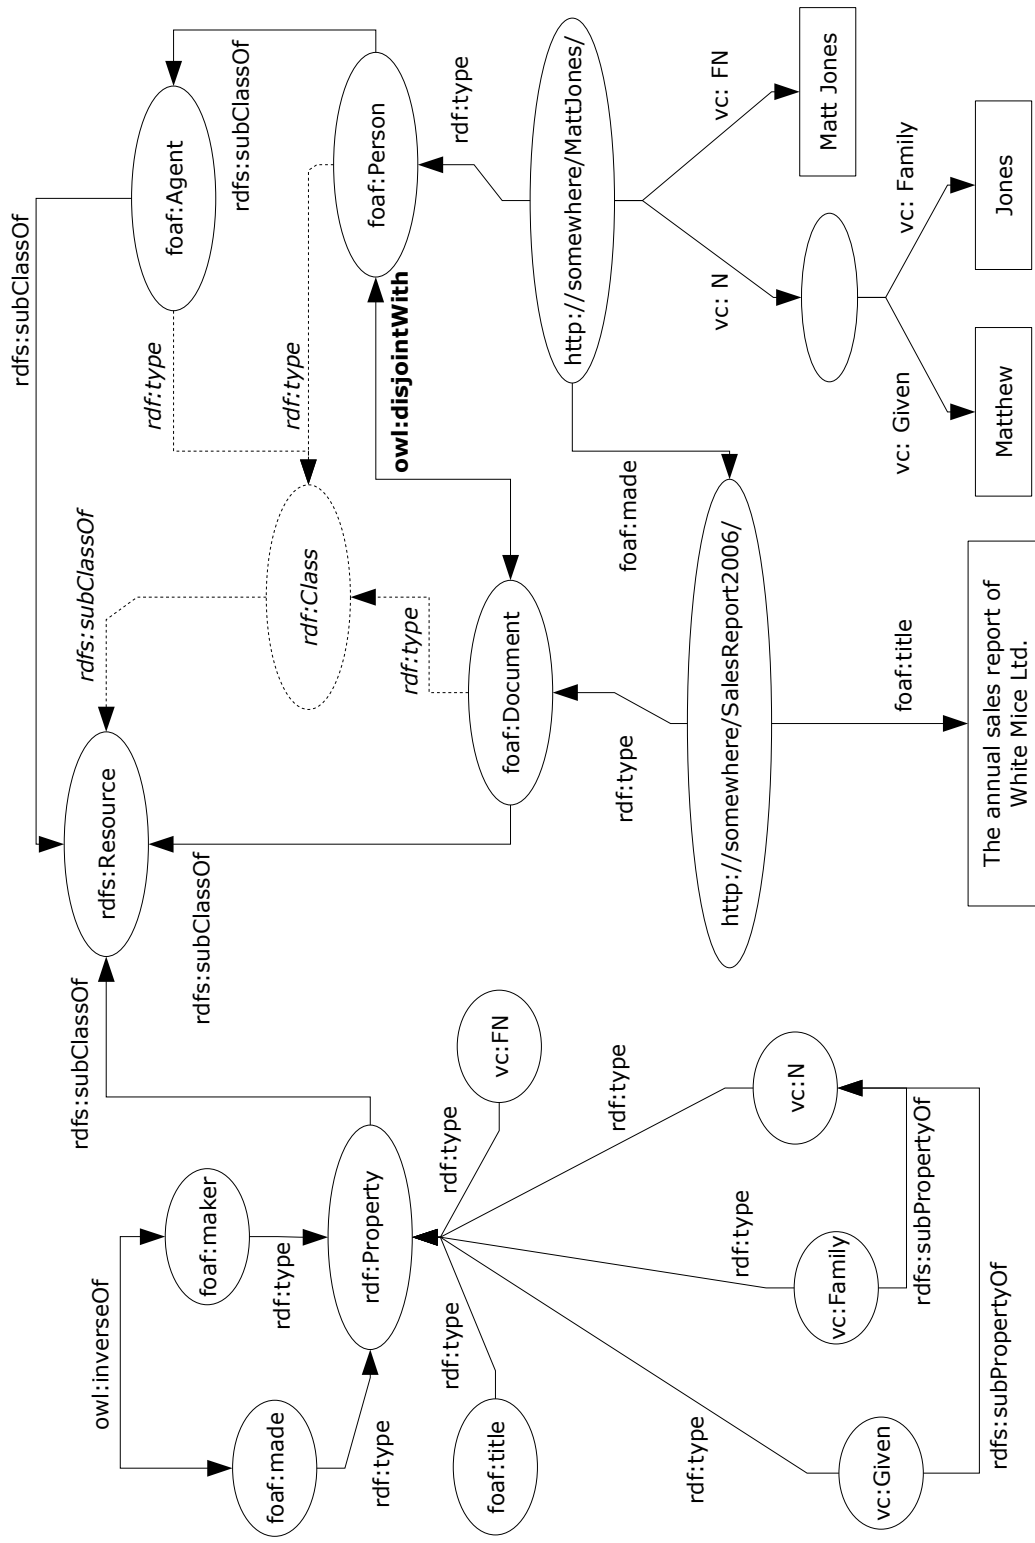 owl:inverseOf
rdfs:subClassOf
rdfs:subClassOf
rdfs:Resource
rdfs:subClassOf
foaf:maker
rdfs:subClassOf
rdf:type
foaf:Agent
rdfs:subClassOf
foaf:made
rdf:type
rdf:type
rdf:Property
rdf:Class
rdf:type
foaf:Person
rdf:type
rdf:type
owl:disjointWith
rdf:type
rdf:type
rdf:type
foaf:title
vc:FN
foaf:Document
http://somewhere/MattJones/
rdf:type
rdf:type
foaf:made
rdf:type
rdf:type
http://somewhere/SalesReport2006/
vc: N
vc: FN
vc:Given
vc:Family
vc:N
Matt Jones
rdfs:subPropertyOf
foaf:title
vc: Given
vc: Family
rdfs:subPropertyOf
The annual sales report of
White Mice Ltd.
Matthew
Jones